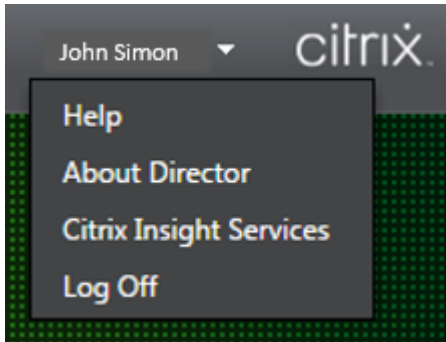 John Simon
citrix
Help
About Director
Citrix Insight Services
Log Off